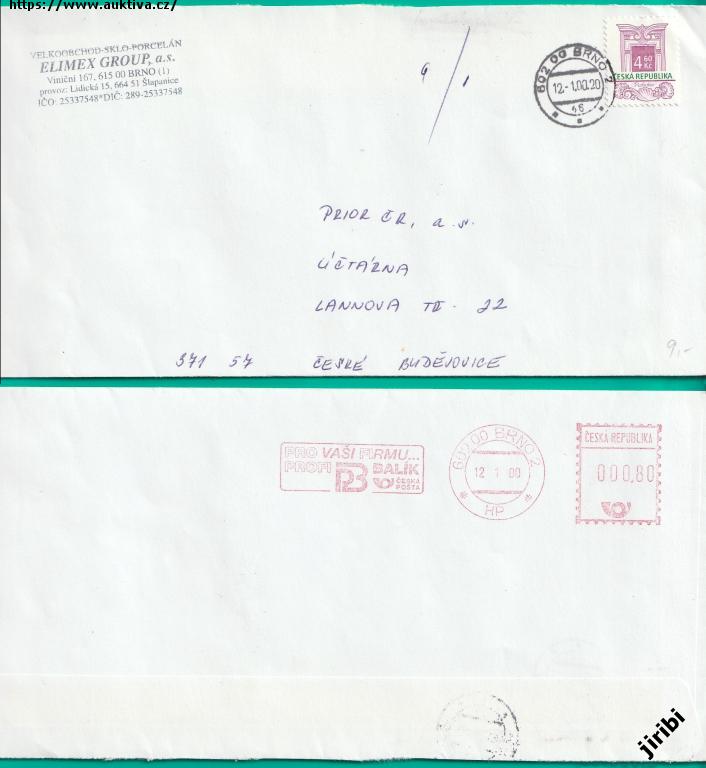 https://www.auktiva.cz/
VELKOOBCHOD-SKLO-PORCELÁN
ELIMEX GROUP, a.s.
Viniční 167, 615 00 BRNO (1)
provoz: Lidická 15, 664 51 Šlapanice
IČO: 25337548*DIČ: 289-25337548
9/1
602 00 BRNO 2
12.-1.00.20
4.60
Kč
ČESKÁ REPUBLIKA
PRIOR ČR, a.s.
ÚČTÁRNA
LANNOVA TŘ. 22
371 57 ČESKÉ BUDĚJOVICE
9,-
PRO VAŠI FIRMU...
PROFI BALÍK
ČESKÁ
POŠTA
602 00 BRNO 2
12 1 00
HP
ČESKÁ REPUBLIKA
000,80
jiribi